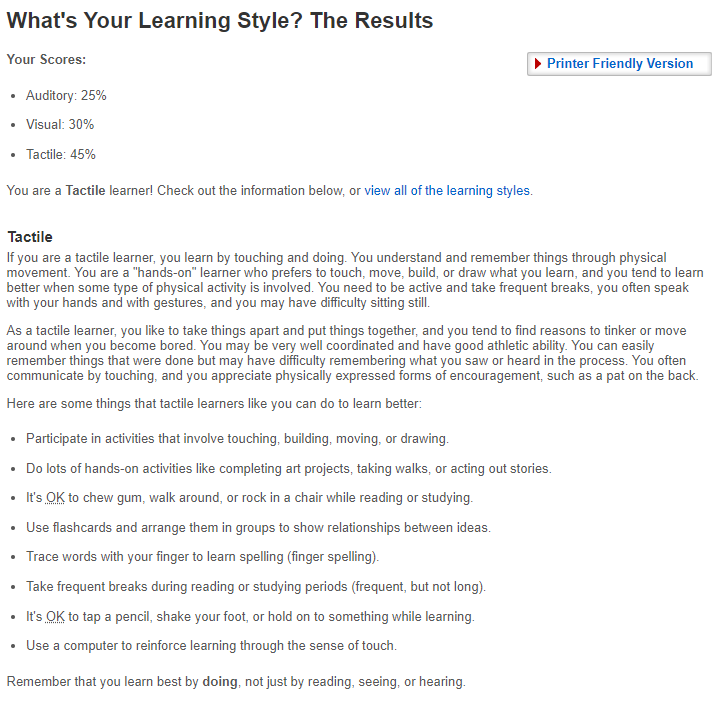 What's Your Learning Style? The Results
Your Scores:
Printer Friendly Version
• Auditory: 25%
• Visual: 30%
• Tactile: 45%
You are a Tactile learner! Check out the information below, or view all of the learning styles.
Tactile
If you are a tactile learner, you learn by touching and doing. You understand and remember things through physical
movement. You are a "hands-on" learner who prefers to touch, move, build, or draw what you learn, and you tend to learn
better when some type of physical activity is involved. You need to be active and take frequent breaks, you often speak
with your hands and with gestures, and you may have difficulty sitting still.
As a tactile learner, you like to take things apart and put things together, and you tend to find reasons to tinker or move
around when you become bored. You may be very well coordinated and have good athletic ability. You can easily
remember things that were done but may have difficulty remembering what you saw or heard in the process. You often
communicate by touching, and you appreciate physically expressed forms of encouragement, such as a pat on the back.
Here are some things that tactile learners like you can do to learn better:
• Participate in activities that involve touching, building, moving, or drawing.
• Do lots of hands-on activities like completing art projects, taking walks, or acting out stories.
• It's OK to chew gum, walk around, or rock in a chair while reading or studying.
• Use flashcards and arrange them in groups to show relationships between ideas.
• Trace words with your finger to learn spelling (finger spelling).
• Take frequent breaks during reading or studying periods (frequent, but not long).
• It's OK to tap a pencil, shake your foot, or hold on to something while learning.
• Use a computer to reinforce learning through the sense of touch.
Remember that you learn best by doing, not just by reading, seeing, or hearing.